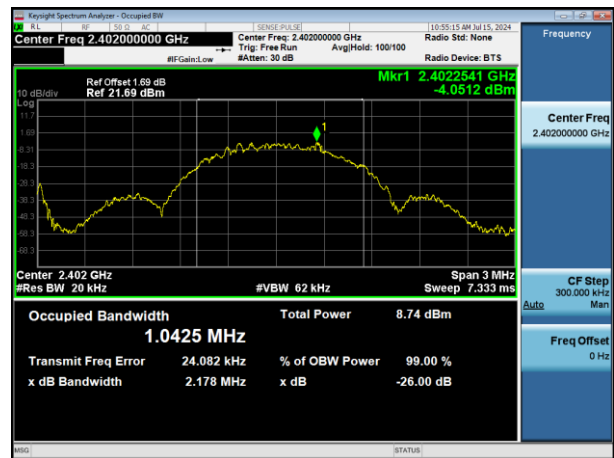 Keysight Spectrum Analyzer - Occupied BW
RL RF 50 Ω AC SENSE:PULSE 10:55:15 AM Jul 15, 2024
Center Freq 2.402000000 GHz Center Freq: 2.402000000 GHz Radio Std: None Frequency
Trig: Free Run Avg|Hold: 100/100
#IFGain:Low #Atten: 30 dB Radio Device: BTS
Mkr1 2.4022541 GHz
Ref Offset 1.69 dB
10 dB/div Ref 21.69 dBm -4.0512 dBm
Log
11.7
1.69
-8.31
-18.3
-28.3
-38.3
-48.3
-58.3
-68.3
1
Center Freq
2.402000000 GHz
Center 2.402 GHz Span 3 MHz
#Res BW 20 kHz #VBW 62 kHz Sweep 7.333 ms
CF Step
300.000 kHz
Auto Man
Occupied Bandwidth Total Power 8.74 dBm
1.0425 MHz
Freq Offset
0 Hz
Transmit Freq Error 24.082 kHz % of OBW Power 99.00 %
x dB Bandwidth 2.178 MHz x dB -26.00 dB
MSG STATUS